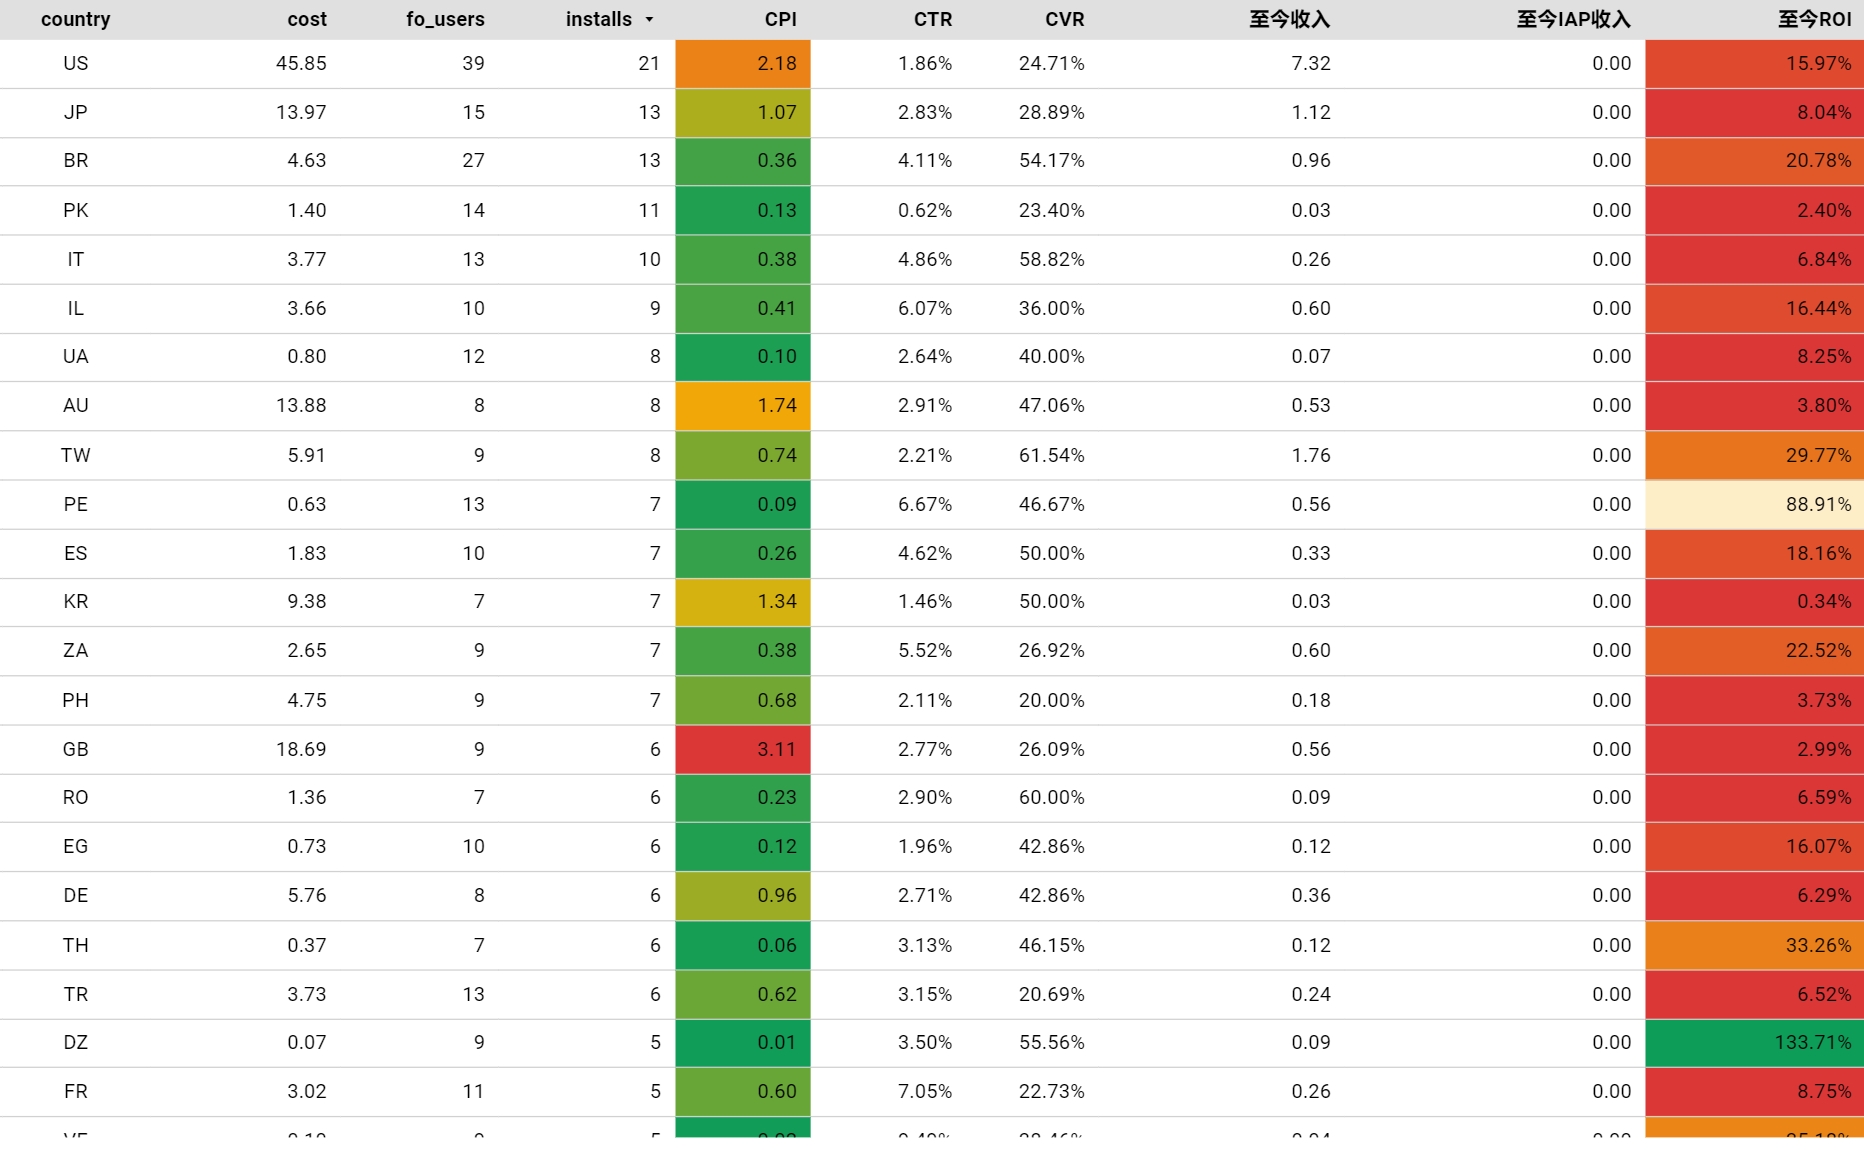 country cost fo_users installs CPI CTR CVR 至今收入 至今IAP收入 至今ROI
US 45.85 39 21 2.18 1.86% 24.71% 7.32 0.00 15.97%
JP 13.97 15 13 1.07 2.83% 28.89% 1.12 0.00 8.04%
BR 4.63 27 13 0.36 4.11% 54.17% 0.96 0.00 20.78%
PK 1.40 14 11 0.13 0.62% 23.40% 0.03 0.00 2.40%
IT 3.77 13 10 0.38 4.86% 58.82% 0.26 0.00 6.84%
IL 3.66 10 9 0.41 6.07% 36.00% 0.60 0.00 16.44%
UA 0.80 12 8 0.10 2.64% 40.00% 0.07 0.00 8.25%
AU 13.88 8 8 1.74 2.91% 47.06% 0.53 0.00 3.80%
TW 5.91 9 8 0.74 2.21% 61.54% 1.76 0.00 29.77%
PE 0.63 13 7 0.09 6.67% 46.67% 0.56 0.00 88.91%
ES 1.83 10 7 0.26 4.62% 50.00% 0.33 0.00 18.16%
KR 9.38 7 7 1.34 1.46% 50.00% 0.03 0.00 0.34%
ZA 2.65 9 7 0.38 5.52% 26.92% 0.60 0.00 22.52%
PH 4.75 9 7 0.68 2.11% 20.00% 0.18 0.00 3.73%
GB 18.69 9 6 3.11 2.77% 26.09% 0.56 0.00 2.99%
RO 1.36 7 6 0.23 2.90% 60.00% 0.09 0.00 6.59%
EG 0.73 10 6 0.12 1.96% 42.86% 0.12 0.00 16.07%
DE 5.76 8 6 0.96 2.71% 42.86% 0.36 0.00 6.29%
TH 0.37 7 6 0.06 3.13% 46.15% 0.12 0.00 33.26%
TR 3.73 13 6 0.62 3.15% 20.69% 0.24 0.00 6.52%
DZ 0.07 9 5 0.01 3.50% 55.56% 0.09 0.00 133.71%
FR 3.02 11 5 0.60 7.05% 22.73% 0.26 0.00 8.75%